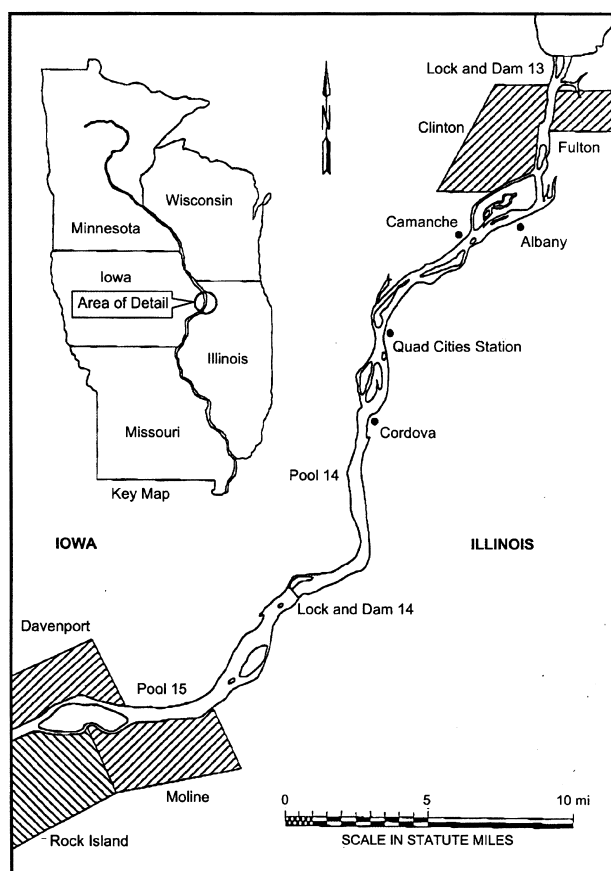 Lock and Dam 13
Clinton
Fulton
N
Wisconsin
Minnesota
Camanche
Albany
Iowa
Area of Detail
Quad Cities Station
Illinois
Missouri
Cordova
Pool 14
Key Map
IOWA
ILLINOIS
Lock and Dam 14
Davenport
Pool 15
Moline
Rock Island
0 5 10 mi
SCALE IN STATUTE MILES